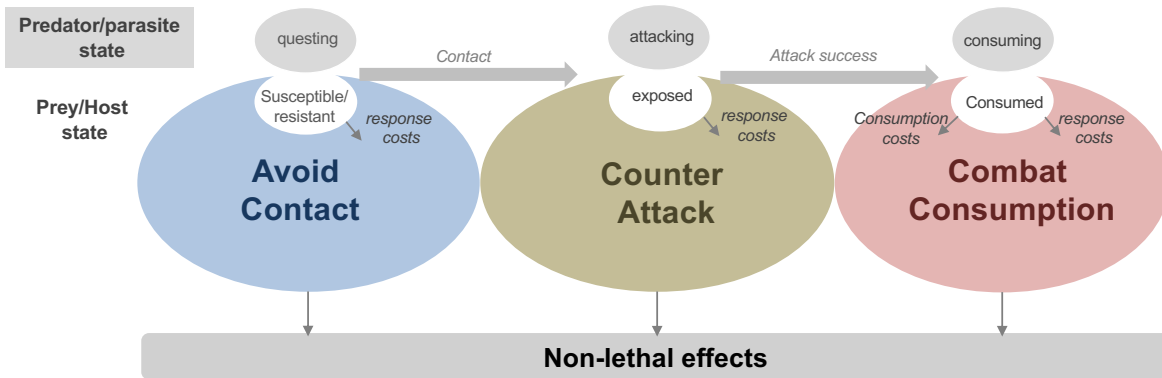 Predator/parasite
state
questing
attacking
consuming
Contact
Attack success
Prey/Host
state
Susceptible/
resistant
response
costs
exposed
response
costs
Consumption
costs
Consumed
response
costs
Avoid
Contact
Counter
Attack
Combat
Consumption
Non-lethal effects